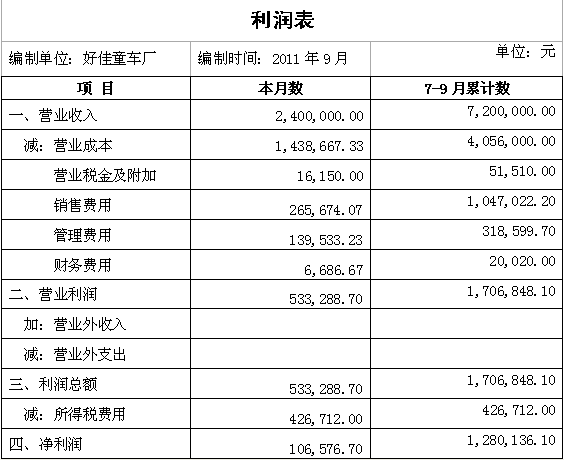 利润表
编制单位：好佳童车厂 编制时间：2011 年 9 月 单位：元
项 目 本月数 7-9 月累计数
一、营业收入 2,400,000.00 7,200,000.00
减：营业成本 1,438,667.33 4,056,000.00
营业税金及附加 16,150.00 51,510.00
销售费用 265,674.07 1,047,022.20
管理费用 139,533.23 318,599.70
财务费用 6,686.67 20,020.00
二、营业利润 533,288.70 1,706,848.10
加：营业外收入
减：营业外支出
三、利润总额 533,288.70 1,706,848.10
减：所得税费用 426,712.00 426,712.00
四、净利润 106,576.70 1,280,136.10